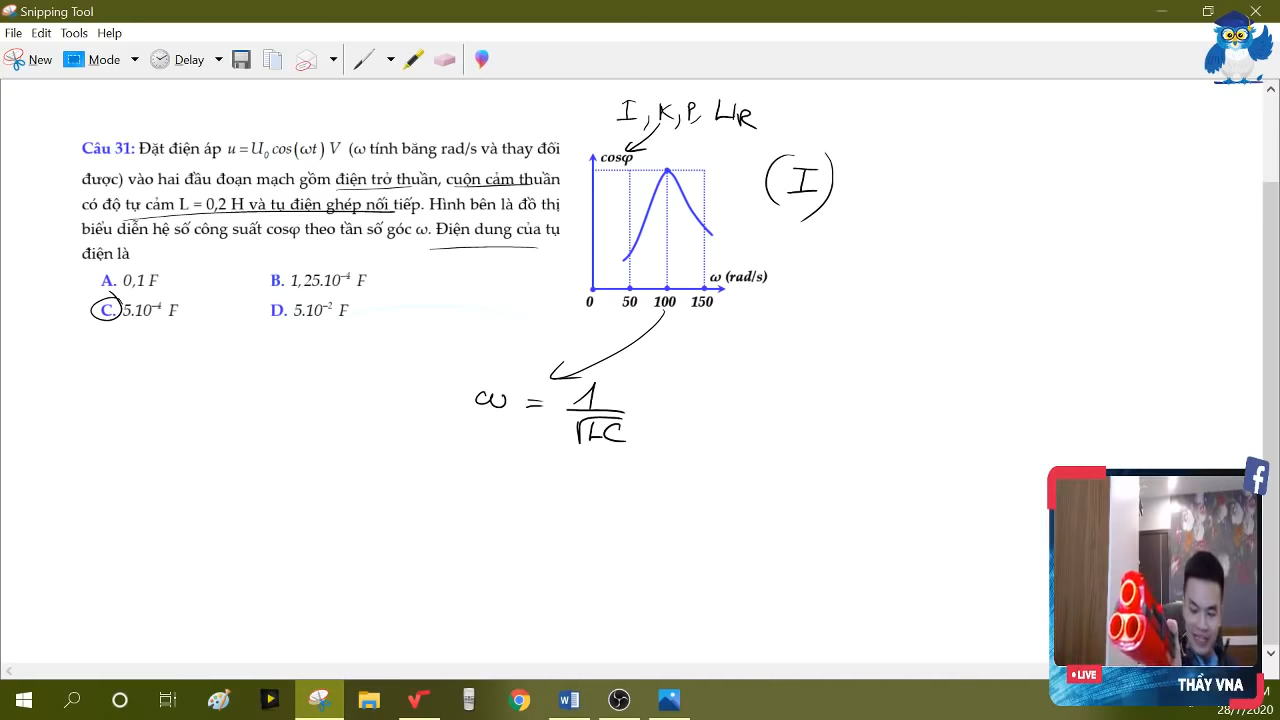 Snipping Tool
File Edit Tools Help
New Mode Delay
I, K, P, UR
Câu 31: Đặt điện áp u = U₀ cos(ωt) V (ω tính băng rad/s và thay đổi
được) vào hai đầu đoạn mạch gồm điện trở thuần, cuộn cảm thuần
có độ tự cảm L = 0,2 H và tụ điện ghép nối tiếp. Hình bên là đồ thị
biểu diễn hệ số công suất cosφ theo tần số góc ω. Điện dung của tụ
điện là
A. 0,1 F
B. 1,25.10⁻⁴ F
C. 5.10⁻⁴ F
D. 5.10⁻² F
cosφ
(I)
ω (rad/s)
0 50 100 150
ω = 1/√LC
LIVE
THẦY VNA
28/7/2020